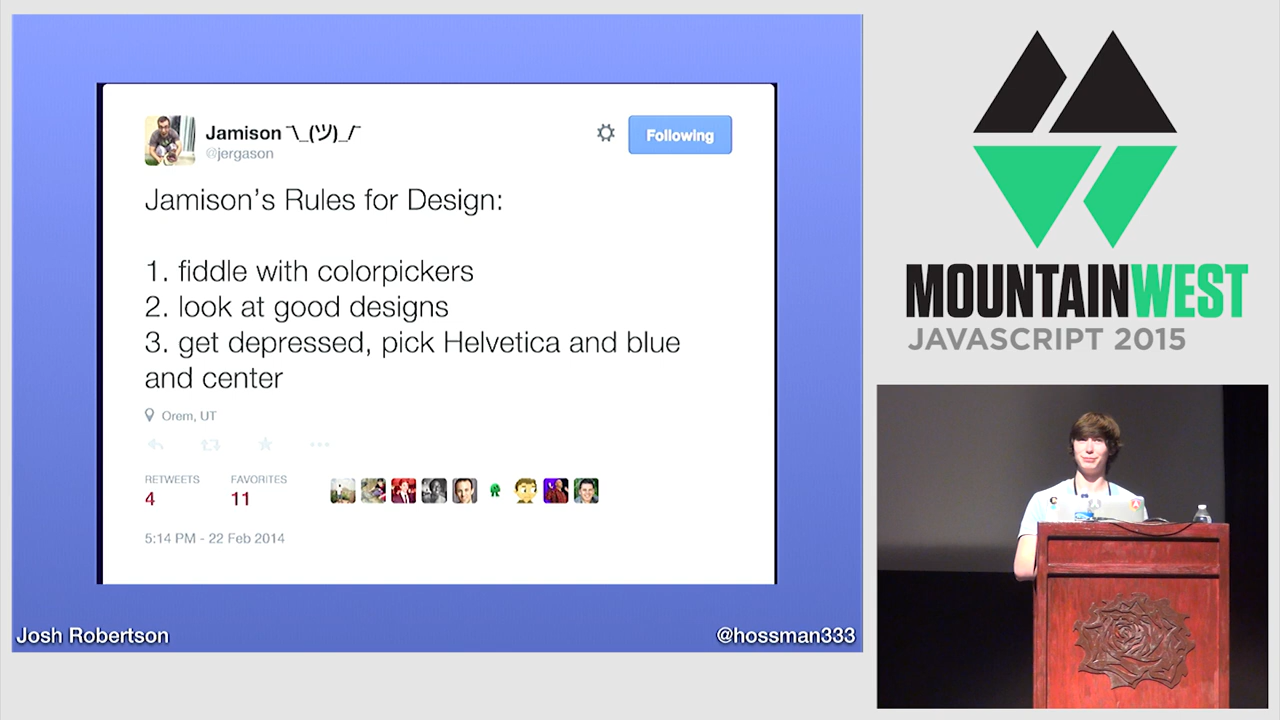 Jamison ¯\_(ツ)_/¯
@jergason
Following
Jamison's Rules for Design:
1. fiddle with colorpickers
2. look at good designs
3. get depressed, pick Helvetica and blue
and center
Orem, UT
RETWEETS
4
FAVORITES
11
5:14 PM - 22 Feb 2014
Josh Robertson
@hossman333
MOUNTAINWEST
JAVASCRIPT 2015